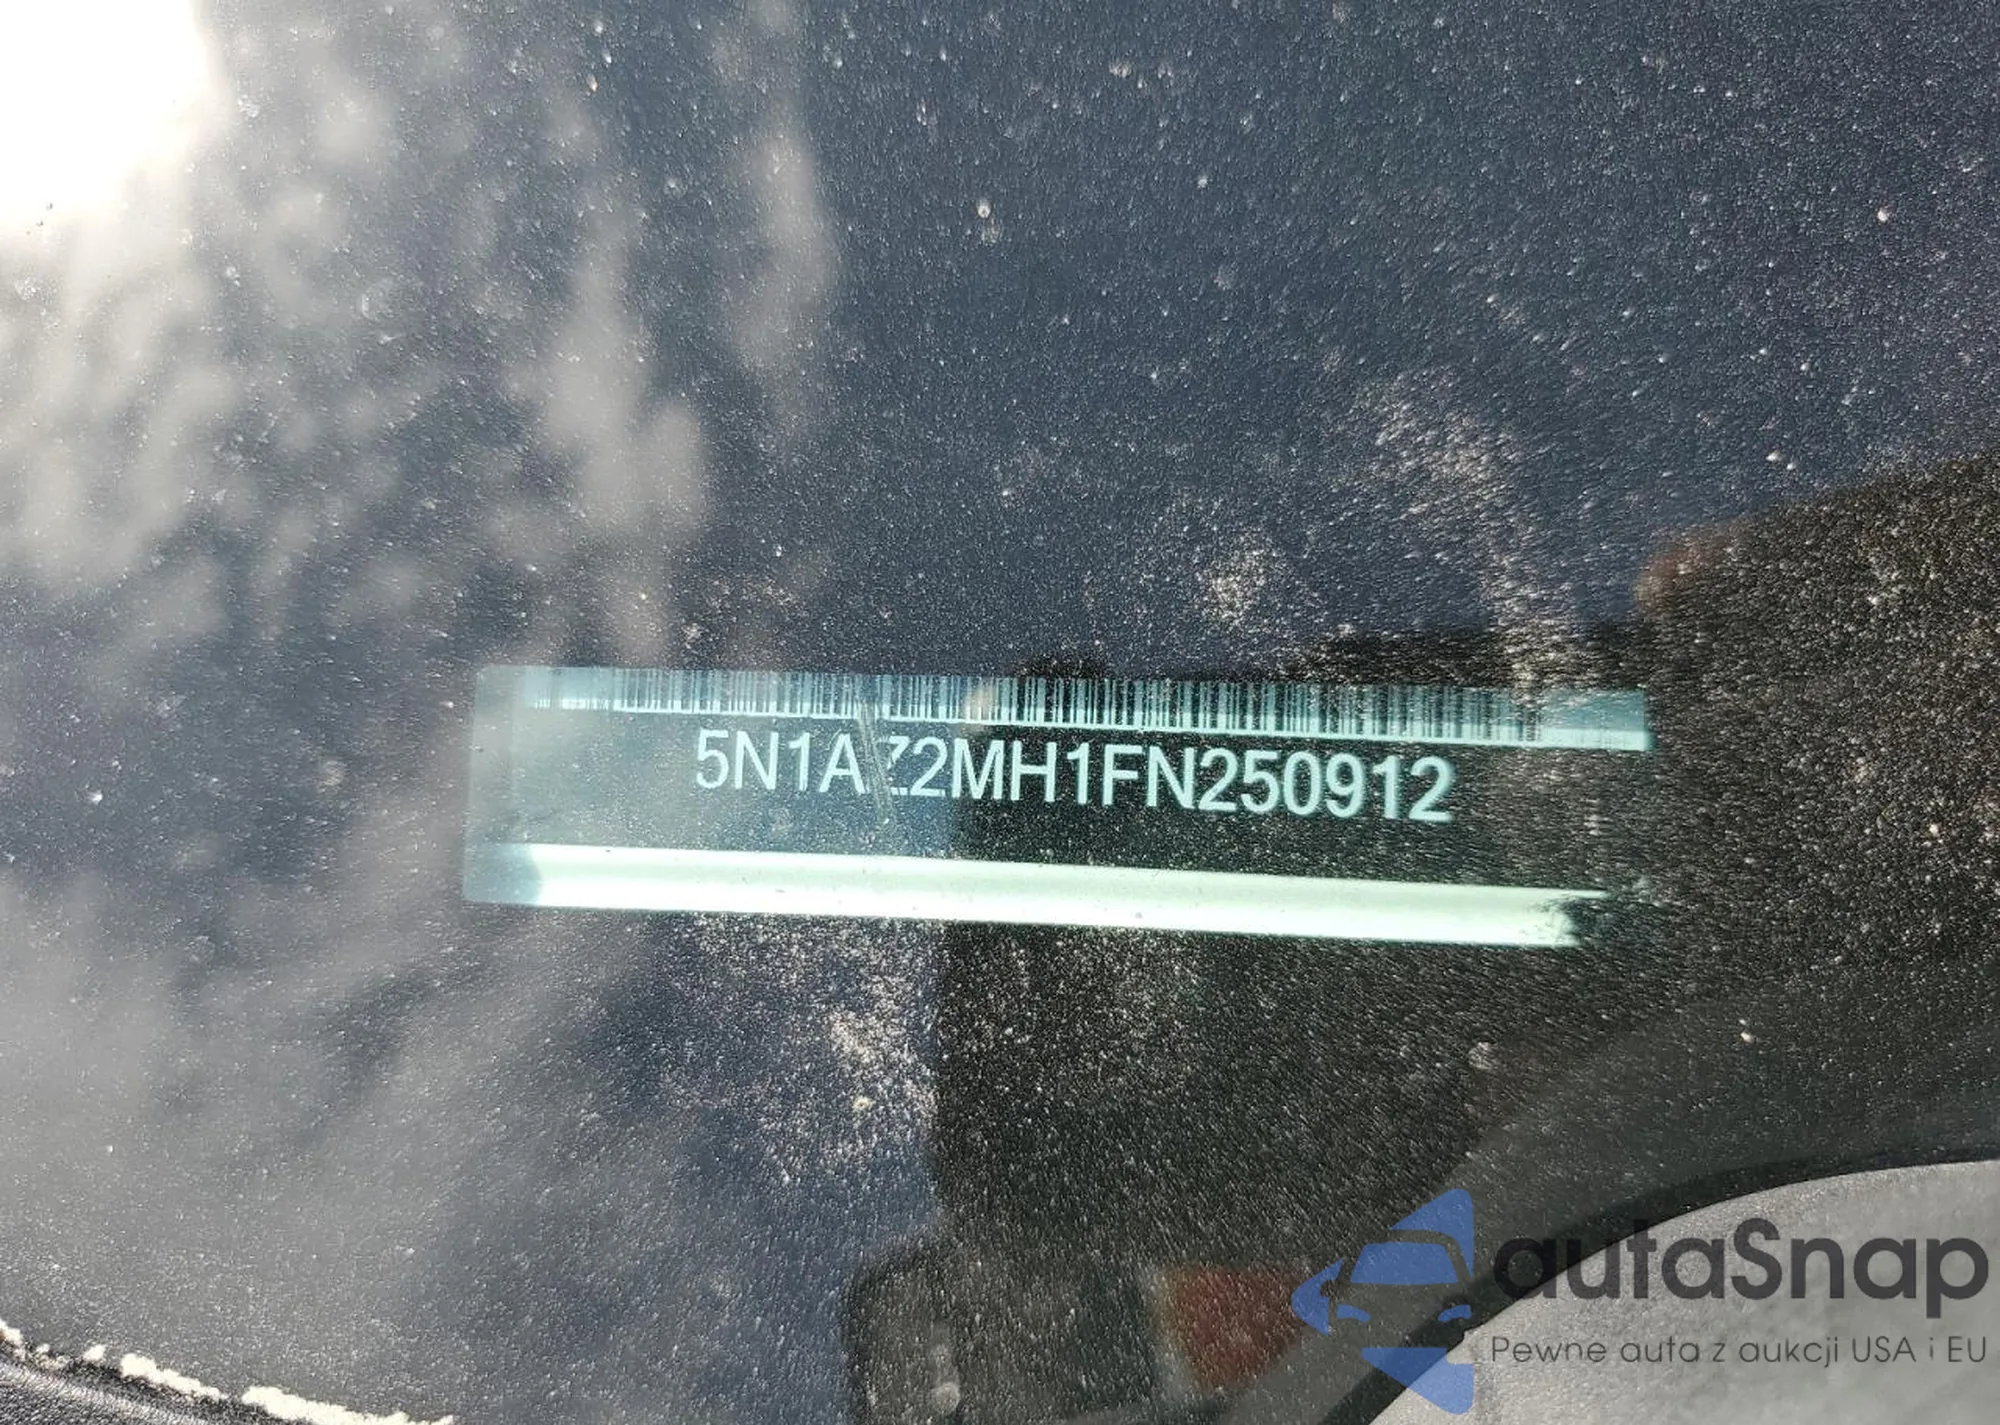 5N1AZ2MH1FN250912
autaSnap
Pewne auta z aukcji USA i EU